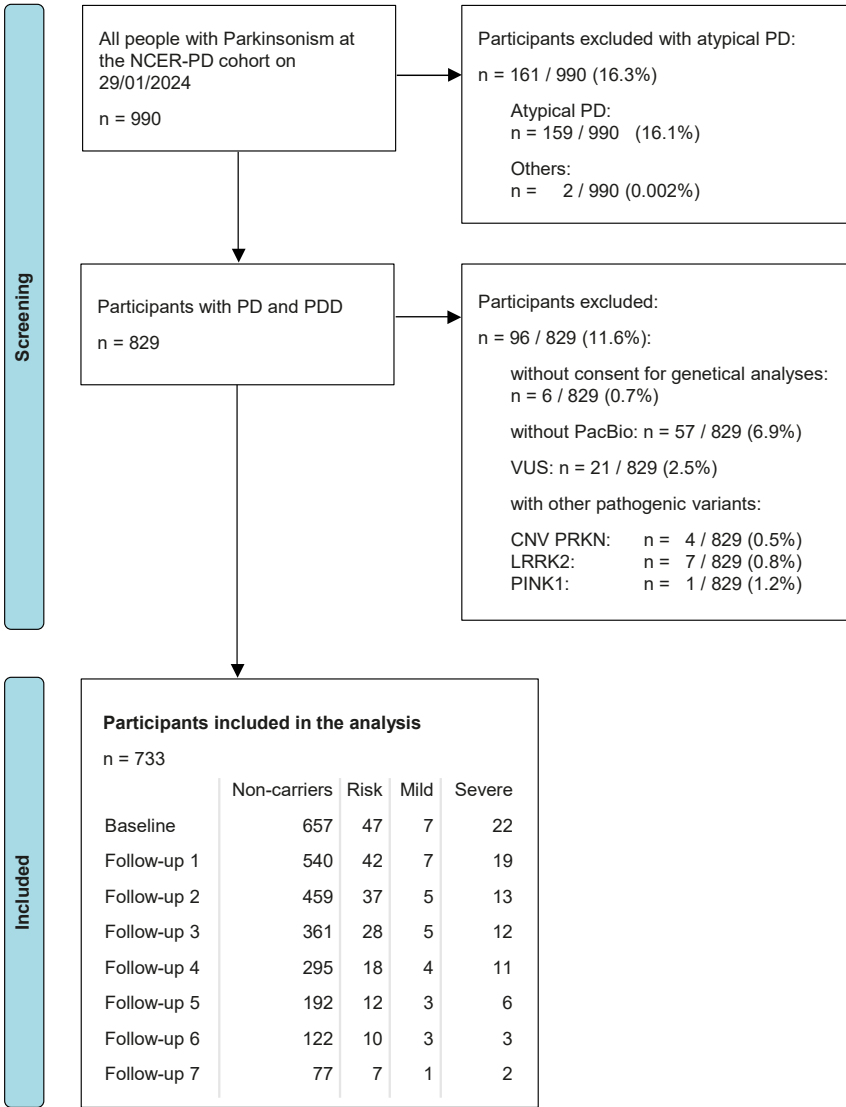 Screening
All people with Parkinsonism at
the NCER-PD cohort on
29/01/2024
n = 990
Participants excluded with atypical PD:
n = 161 / 990 (16.3%)
Atypical PD:
n = 159 / 990 (16.1%)
Others:
n = 2 / 990 (0.002%)
Participants with PD and PDD
n = 829
Participants excluded:
n = 96 / 829 (11.6%):
without consent for genetical analyses:
n = 6 / 829 (0.7%)
without PacBio: n = 57 / 829 (6.9%)
VUS: n = 21 / 829 (2.5%)
with other pathogenic variants:
CNV PRKN: n = 4 / 829 (0.5%)
LRRK2: n = 7 / 829 (0.8%)
PINK1: n = 1 / 829 (1.2%)
Included
Participants included in the analysis
n = 733
Non-carriers Risk Mild Severe
Baseline 657 47 7 22
Follow-up 1 540 42 7 19
Follow-up 2 459 37 5 13
Follow-up 3 361 28 5 12
Follow-up 4 295 18 4 11
Follow-up 5 192 12 3 6
Follow-up 6 122 10 3 3
Follow-up 7 77 7 1 2